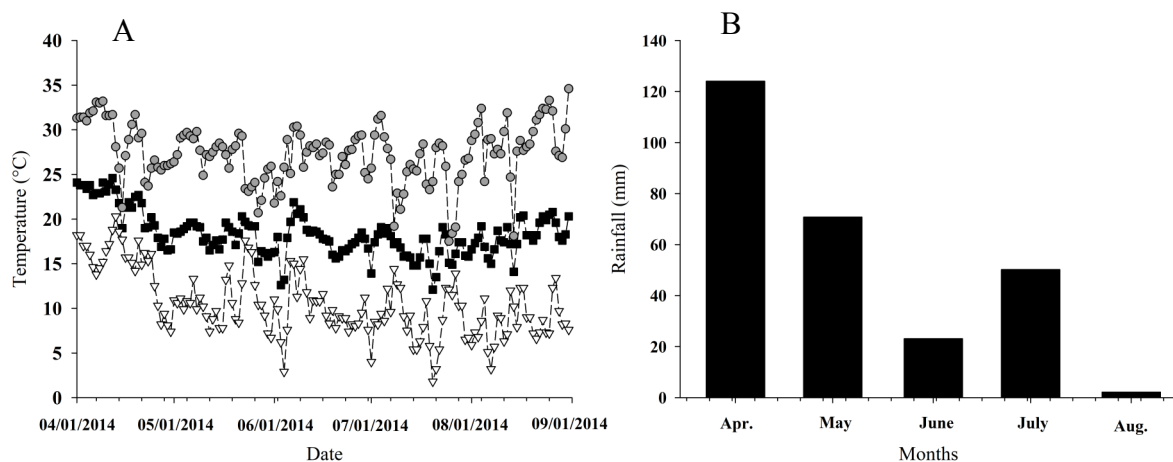 A
Temperature (°C)
40
35
30
25
20
15
10
5
0
04/01/2014 05/01/2014 06/01/2014 07/01/2014 08/01/2014 09/01/2014
Date
B
Rainfall (mm)
140
120
100
80
60
40
20
0
Apr. May June July Aug.
Months